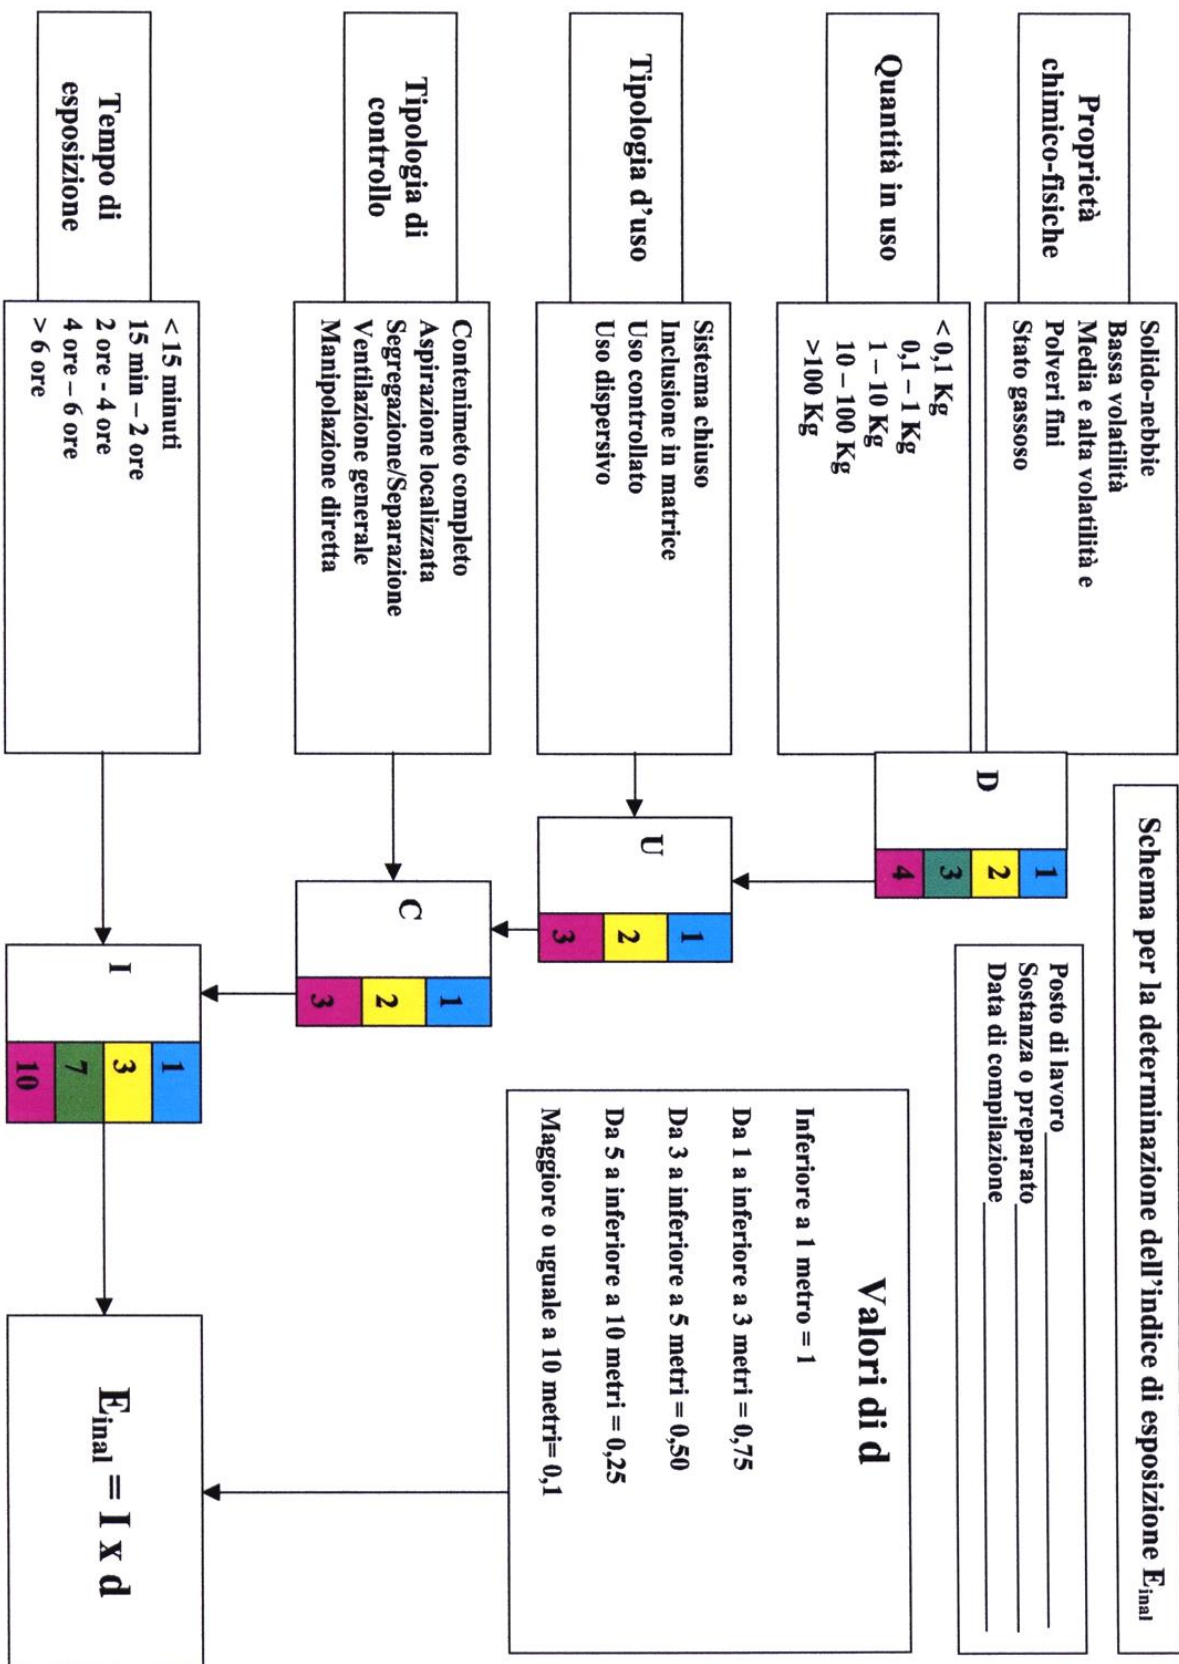 Schema per la determinazione dell'indice di esposizione Einal
Posto di lavoro
Sostanza o preparato
Data di compilazione
Proprietà
chimico-fisiche
Solido-nebbie
Bassa volatilità
Media e alta volatilità e
Polveri fini
Stato gassoso
Quantità in uso
< 0,1 Kg
0,1 – 1 Kg
1 – 10 Kg
10 – 100 Kg
>100 Kg
D
1
2
3
4
Tipologia d'uso
Sistema chiuso
Inclusione in matrice
Uso controllato
Uso dispersivo
U
1
2
3
Tipologia di
controllo
Contenimeto completo
Aspirazione localizzata
Segregazione/Separazione
Ventilazione generale
Manipolazione diretta
C
1
2
3
Tempo di
esposizione
< 15 minuti
15 min – 2 ore
2 ore - 4 ore
4 ore – 6 ore
> 6 ore
I
1
3
7
10
Valori di d
Inferiore a 1 metro = 1
Da 1 a inferiore a 3 metri = 0,75
Da 3 a inferiore a 5 metri = 0,50
Da 5 a inferiore a 10 metri = 0,25
Maggiore o uguale a 10 metri= 0,1
Einal = I x d